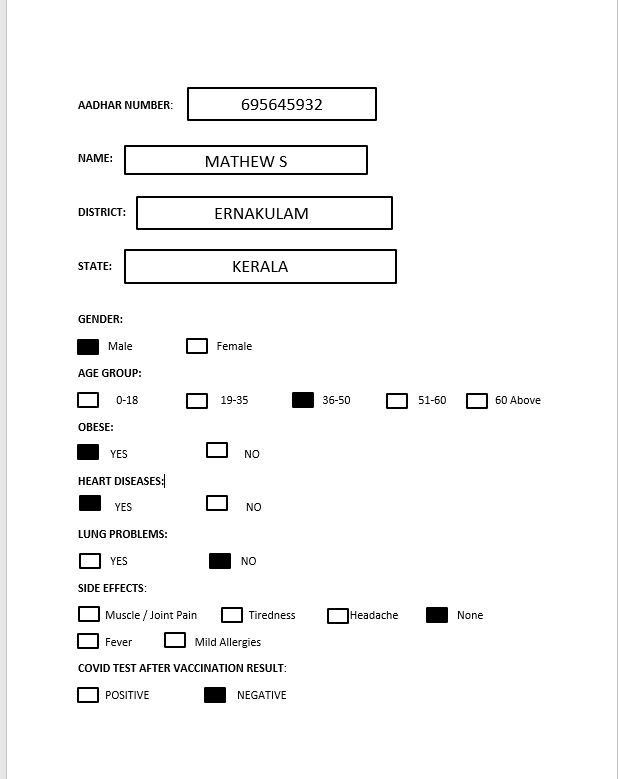 AADHAR NUMBER: 695645932
NAME: MATHEW S
DISTRICT: ERNAKULAM
STATE: KERALA
GENDER:
Male Female
AGE GROUP:
0-18 19-35 36-50 51-60 60 Above
OBESE:
YES NO
HEART DISEASES:
YES NO
LUNG PROBLEMS:
YES NO
SIDE EFFECTS:
Muscle / Joint Pain Tiredness Headache None
Fever Mild Allergies
COVID TEST AFTER VACCINATION RESULT:
POSITIVE NEGATIVE